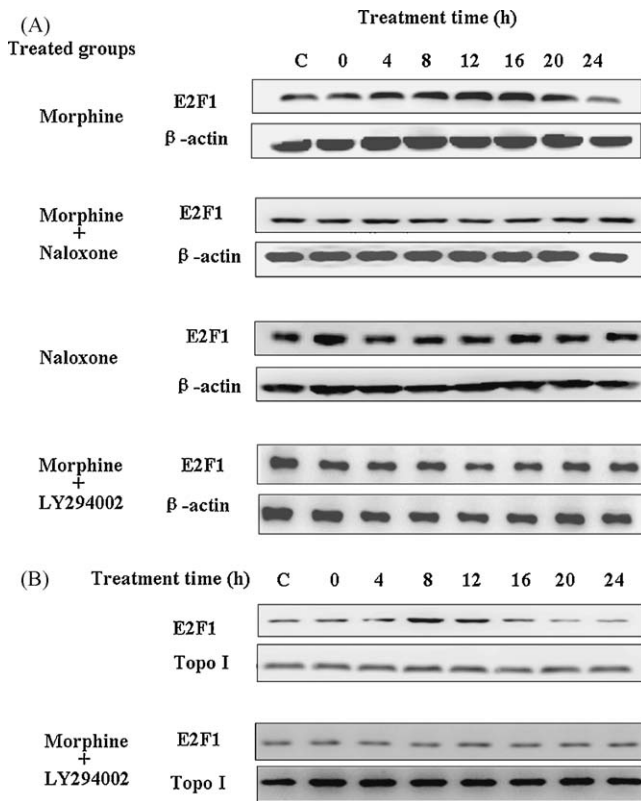 (A) Treatment time (h)
Treated groups C 0 4 8 12 16 20 24
Morphine E2F1
β-actin
Morphine + Naloxone E2F1
β-actin
Naloxone E2F1
β-actin
Morphine + LY294002 E2F1
β-actin
(B) Treatment time (h) C 0 4 8 12 16 20 24
E2F1
Topo I
Morphine + LY294002 E2F1
Topo I